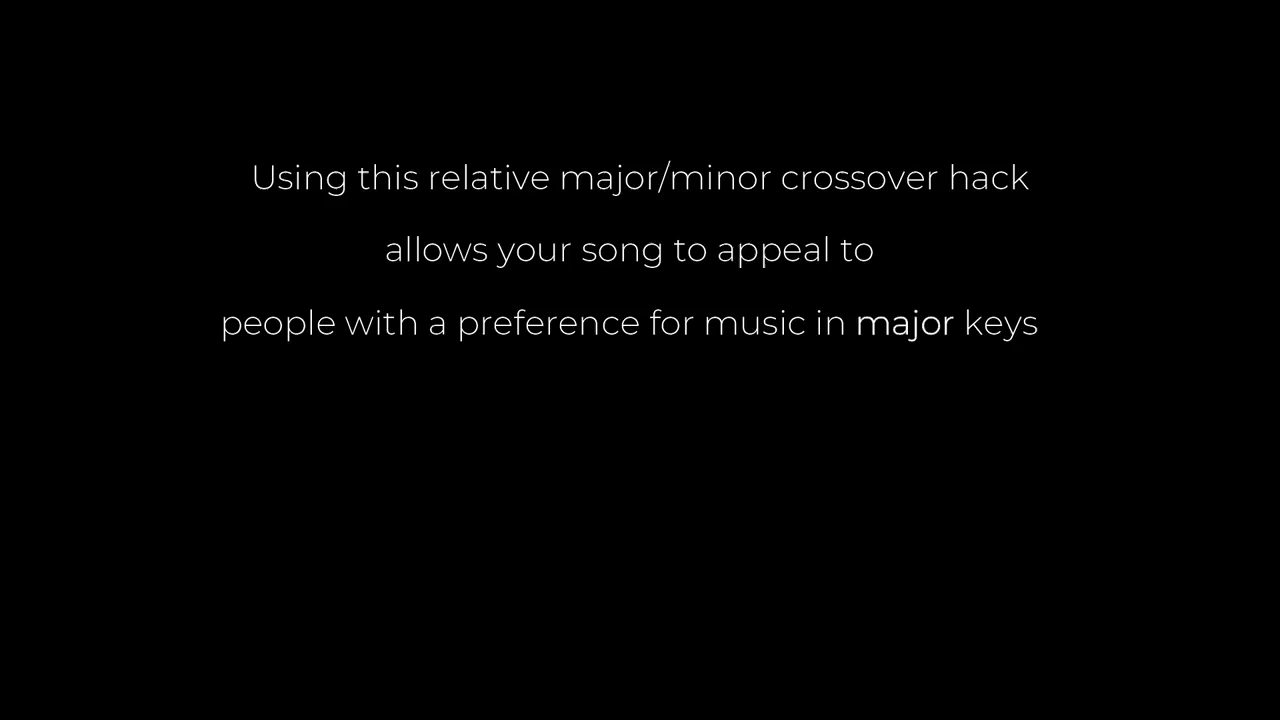 Using this relative major/minor crossover hack
allows your song to appeal to
people with a preference for music in major keys